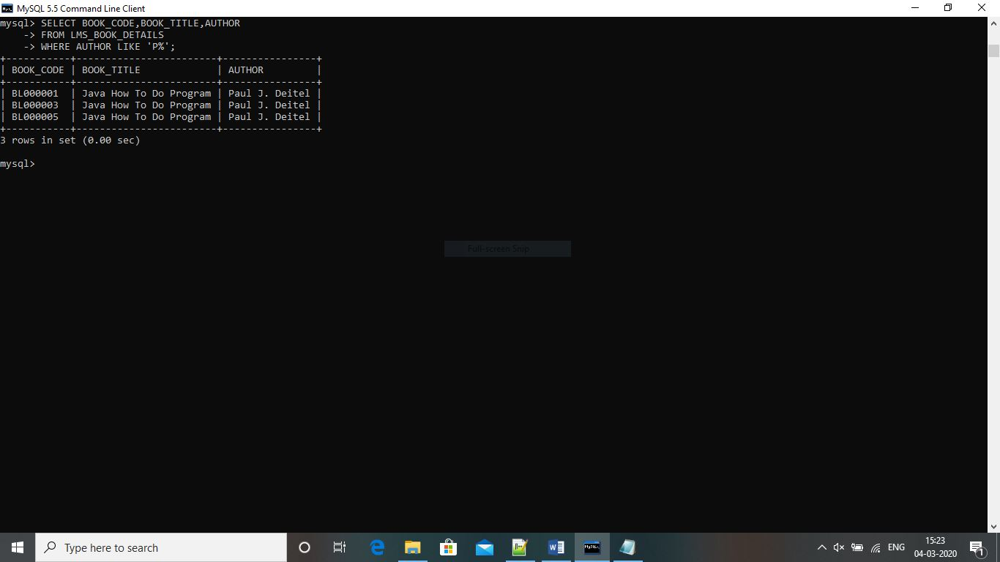 MySQL 5.5 Command Line Client
mysql> SELECT BOOK_CODE,BOOK_TITLE,AUTHOR
    -> FROM LMS_BOOK_DETAILS
    -> WHERE AUTHOR LIKE 'P%';
+-----------+------------------------+----------------+
| BOOK_CODE | BOOK_TITLE             | AUTHOR         |
+-----------+------------------------+----------------+
| BL000001  | Java How To Do Program | Paul J. Deitel |
| BL000003  | Java How To Do Program | Paul J. Deitel |
| BL000005  | Java How To Do Program | Paul J. Deitel |
+-----------+------------------------+----------------+
3 rows in set (0.00 sec)
mysql>
Full-screen Snip
Type here to search
ENG
15:23
04-03-2020
1